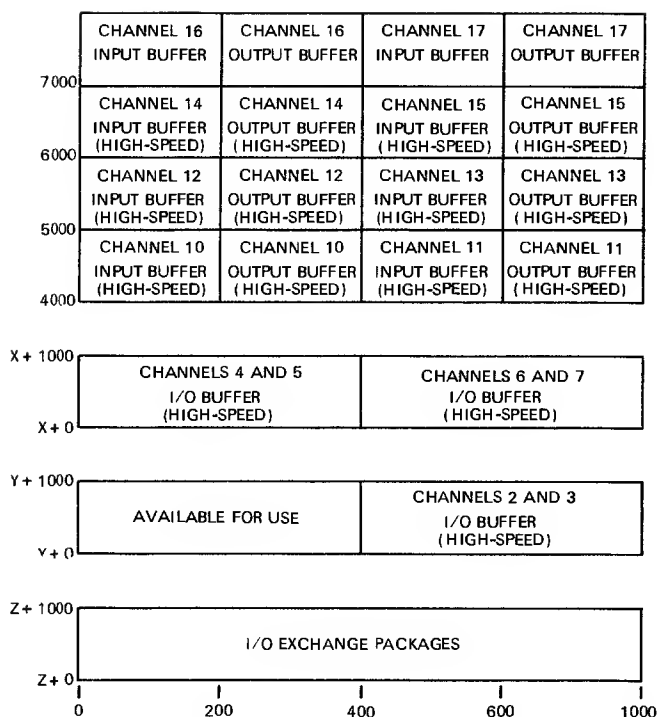 CHANNEL 16 CHANNEL 16 CHANNEL 17 CHANNEL 17
INPUT BUFFER OUTPUT BUFFER INPUT BUFFER OUTPUT BUFFER
7000
CHANNEL 14 CHANNEL 14 CHANNEL 15 CHANNEL 15
INPUT BUFFER OUTPUT BUFFER INPUT BUFFER OUTPUT BUFFER
(HIGH-SPEED) (HIGH-SPEED) (HIGH-SPEED) (HIGH-SPEED)
6000
CHANNEL 12 CHANNEL 12 CHANNEL 13 CHANNEL 13
INPUT BUFFER OUTPUT BUFFER INPUT BUFFER OUTPUT BUFFER
(HIGH-SPEED) (HIGH-SPEED) (HIGH-SPEED) (HIGH-SPEED)
5000
CHANNEL 10 CHANNEL 10 CHANNEL 11 CHANNEL 11
INPUT BUFFER OUTPUT BUFFER INPUT BUFFER OUTPUT BUFFER
(HIGH-SPEED) (HIGH-SPEED) (HIGH-SPEED) (HIGH-SPEED)
4000
X + 1000
CHANNELS 4 AND 5 CHANNELS 6 AND 7
I/O BUFFER I/O BUFFER
(HIGH-SPEED) (HIGH-SPEED)
X + 0
Y + 1000
CHANNELS 2 AND 3
AVAILABLE FOR USE I/O BUFFER
(HIGH-SPEED)
Y + 0
Z + 1000
I/O EXCHANGE PACKAGES
Z + 0
0 200 400 600 1000